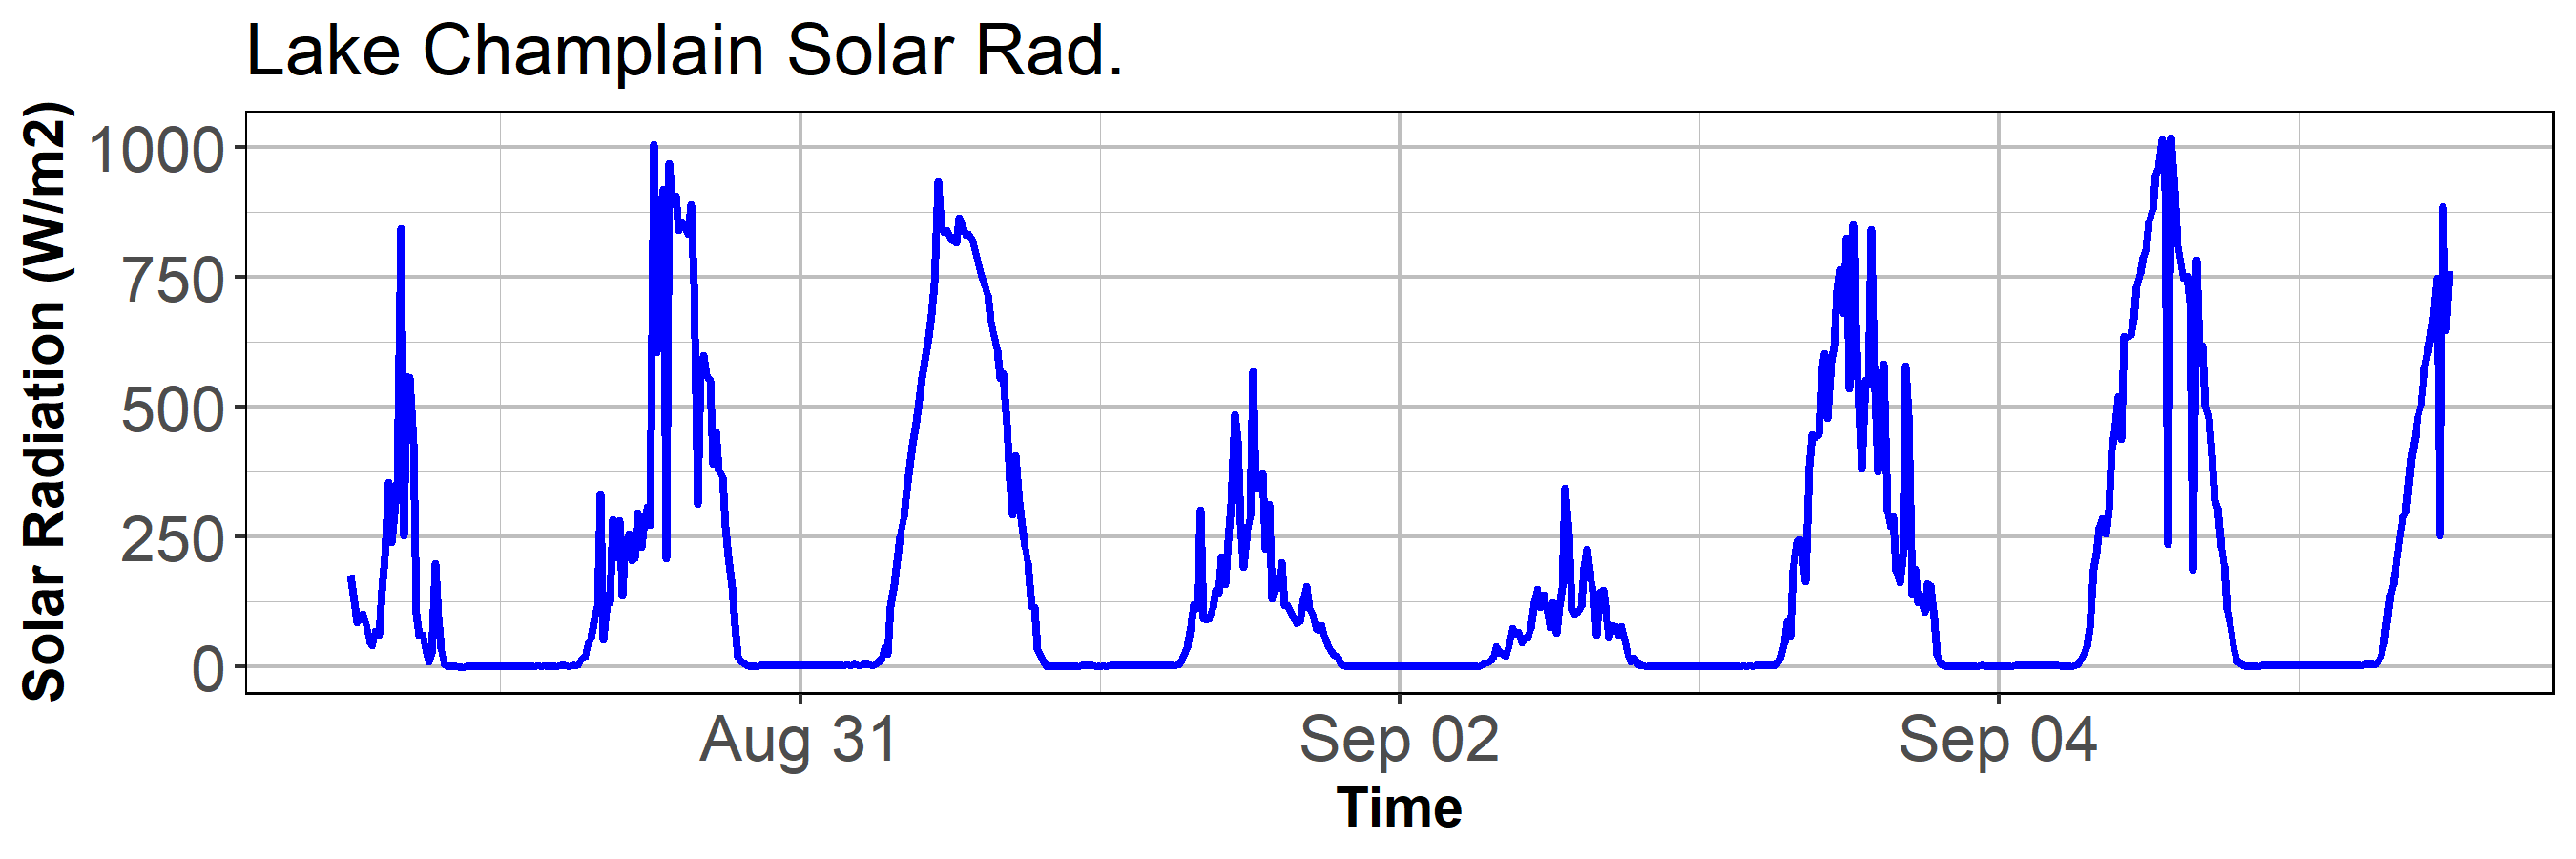 Lake Champlain Solar Rad.
Solar Radiation (W/m2)
1000
750
500
250
0
Aug 31 Sep 02 Sep 04
Time